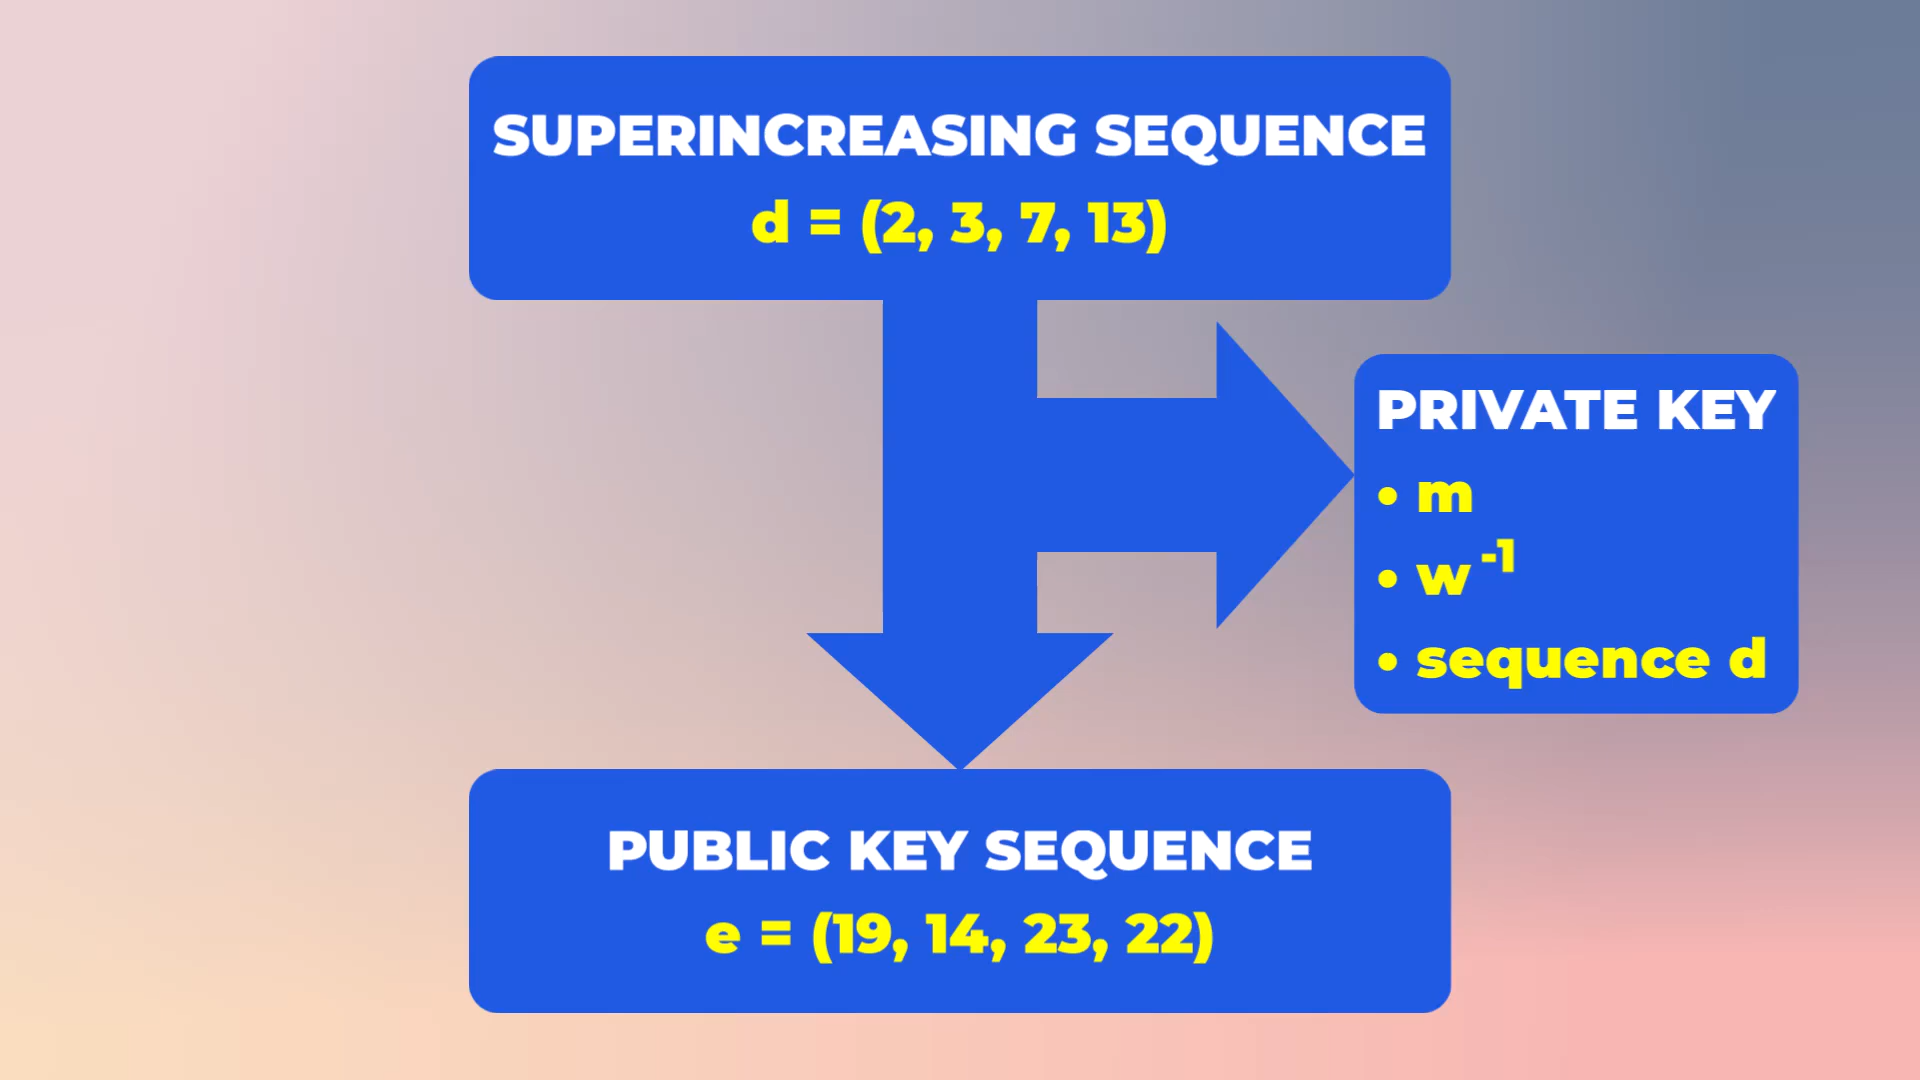 SUPERINCREASING SEQUENCE
d = (2, 3, 7, 13)
PRIVATE KEY
• m
• w⁻¹
• sequence d
PUBLIC KEY SEQUENCE
e = (19, 14, 23, 22)